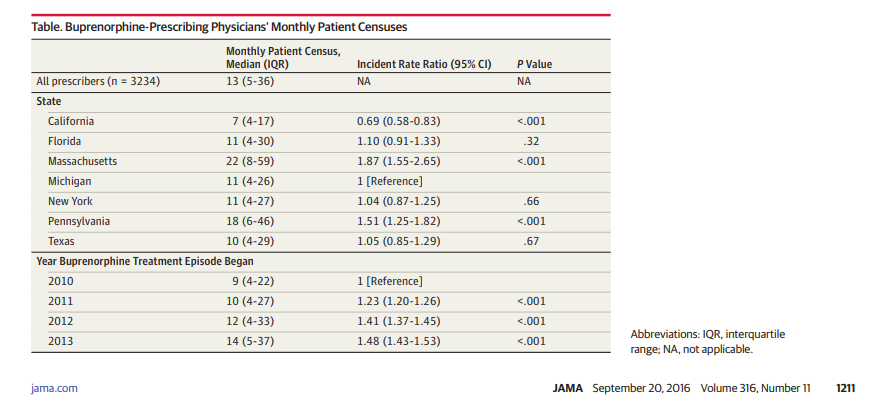 Table. Buprenorphine-Prescribing Physicians' Monthly Patient Censuses
Monthly Patient Census,
Median (IQR) Incident Rate Ratio (95% CI) P Value
All prescribers (n = 3234) 13 (5-36) NA NA
State
California 7 (4-17) 0.69 (0.58-0.83) <.001
Florida 11 (4-30) 1.10 (0.91-1.33) .32
Massachusetts 22 (8-59) 1.87 (1.55-2.65) <.001
Michigan 11 (4-26) 1 [Reference]
New York 11 (4-27) 1.04 (0.87-1.25) .66
Pennsylvania 18 (6-46) 1.51 (1.25-1.82) <.001
Texas 10 (4-29) 1.05 (0.85-1.29) .67
Year Buprenorphine Treatment Episode Began
2010 9 (4-22) 1 [Reference]
2011 10 (4-27) 1.23 (1.20-1.26) <.001
2012 12 (4-33) 1.41 (1.37-1.45) <.001
2013 14 (5-37) 1.48 (1.43-1.53) <.001
Abbreviations: IQR, interquartile
range; NA, not applicable.
jama.com JAMA September 20, 2016 Volume 316, Number 11 1211